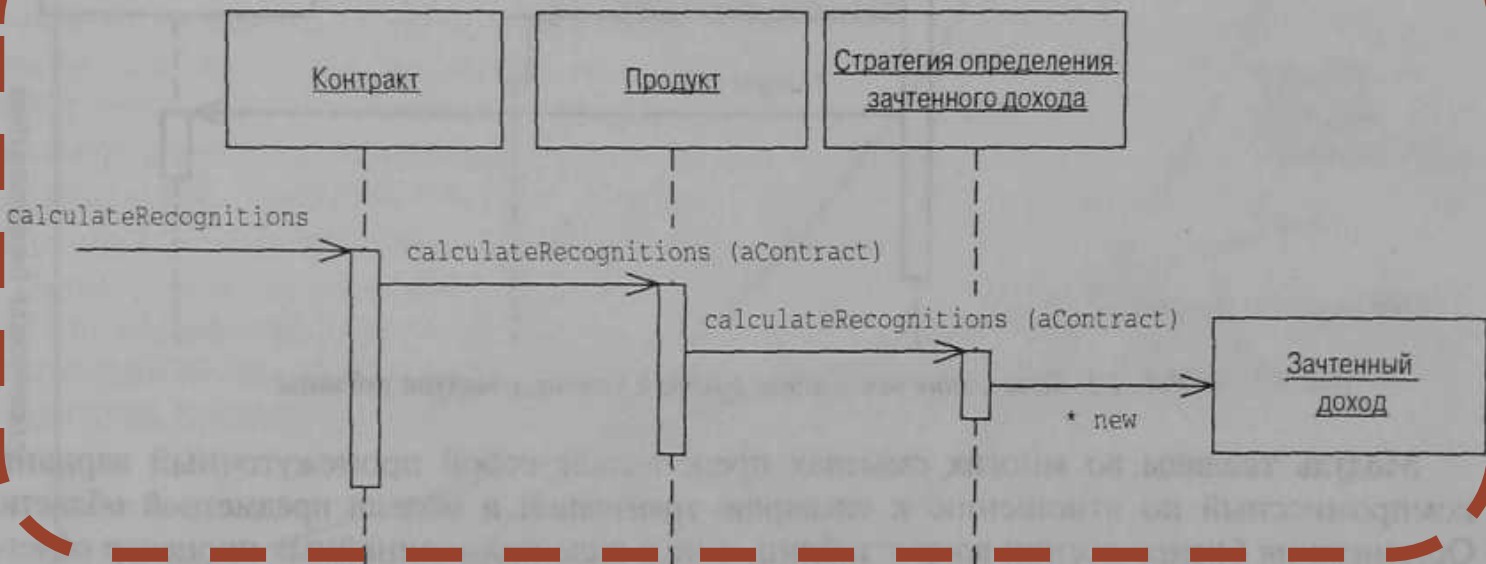 Контракт
Продукт
Стратегия определения
зачтенного дохода
calculateRecognitions
calculateRecognitions (aContract)
calculateRecognitions (aContract)
Зачтенный
доход
* new